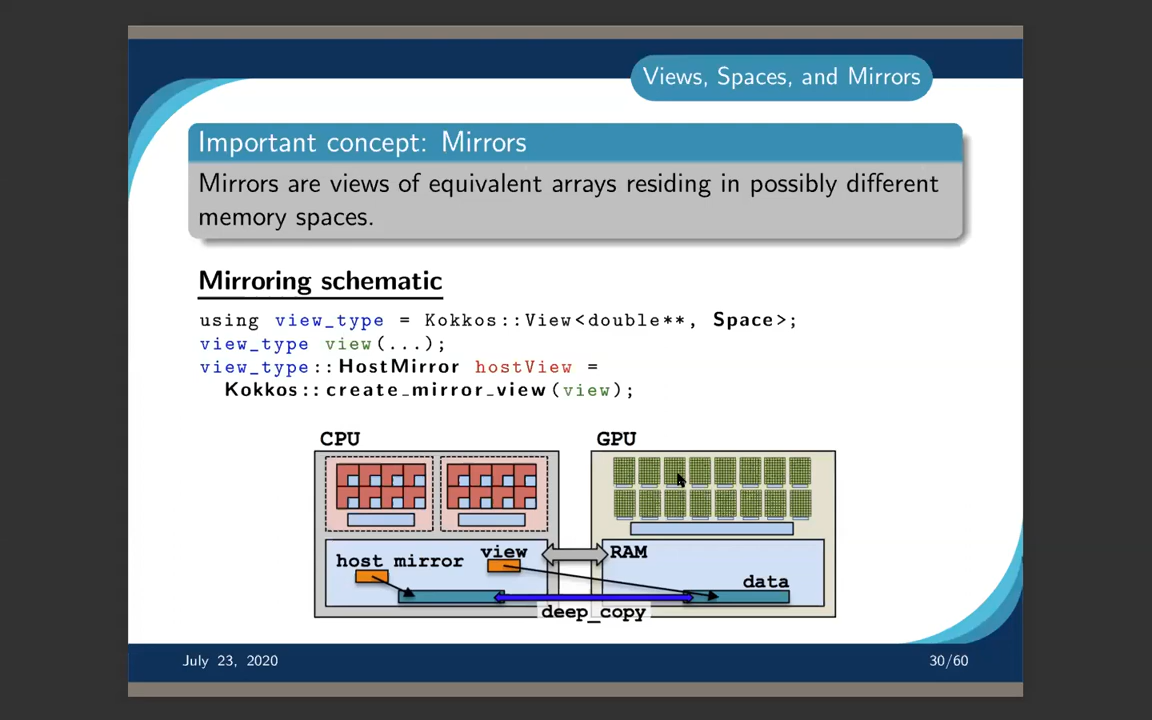 Views, Spaces, and Mirrors
Important concept: Mirrors
Mirrors are views of equivalent arrays residing in possibly different
memory spaces.
Mirroring schematic
using view_type = Kokkos::View<double**, Space>;
view_type view(...);
view_type::HostMirror hostView =
Kokkos::create_mirror_view(view);
CPU
GPU
host mirror
view
RAM
data
deep_copy
July 23, 2020
30/60